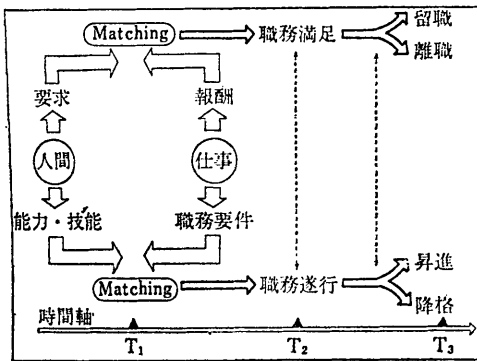 Matching
職務満足
留職
離職
要求
報酬
人間
仕事
能力・技能
職務要件
Matching
職務遂行
昇進
降格
時間軸
T₁
T₂
T₃